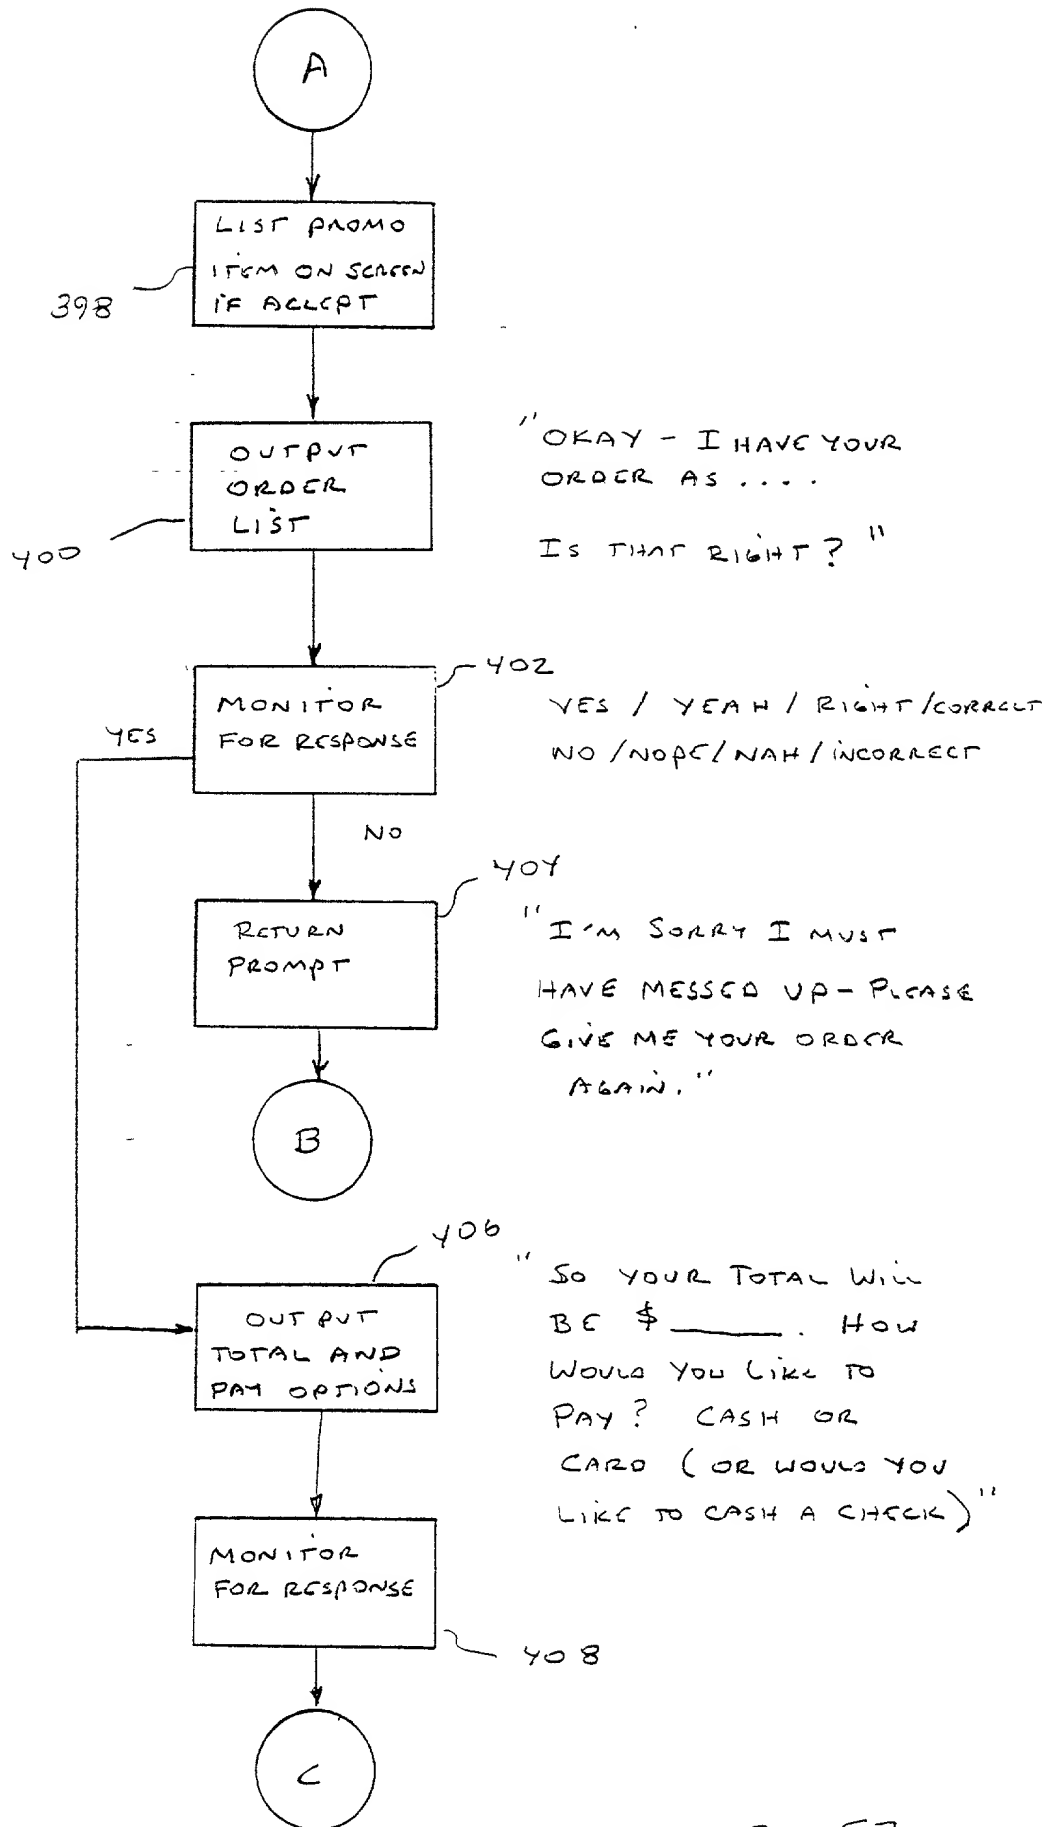 A
LIST PROMO
ITEM ON SCREEN
IF ACCEPT
398
OUTPUT
ORDER
LIST
400
"OKAY - I HAVE YOUR
ORDER AS ....
IS THAT RIGHT?"
MONITOR
FOR RESPONSE
402
YES / YEAH / RIGHT / CORRECT
NO / NOPE / NAH / INCORRECT
YES
NO
RETURN
PROMPT
404
"I'M SORRY I MUST
HAVE MESSED UP - PLEASE
GIVE ME YOUR ORDER
AGAIN."
B
406
OUTPUT
TOTAL AND
PAY OPTIONS
"SO YOUR TOTAL WILL
BE $ ______. HOW
WOULD YOU LIKE TO
PAY? CASH OR
CARD (OR WOULD YOU
LIKE TO CASH A CHECK)"
MONITOR
FOR RESPONSE
408
C